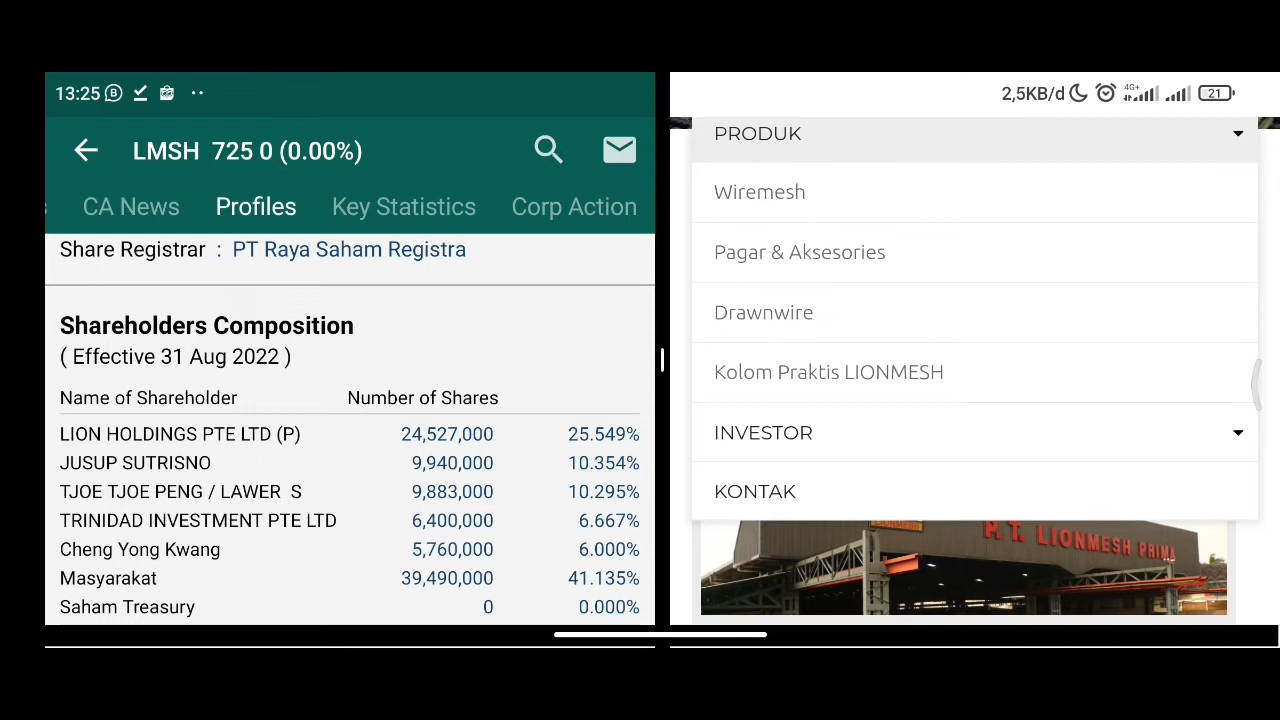 13:25
LMSH 725 0 (0.00%)
CA News Profiles Key Statistics Corp Action
Share Registrar : PT Raya Saham Registra
Shareholders Composition
( Effective 31 Aug 2022 )
Name of Shareholder Number of Shares
LION HOLDINGS PTE LTD (P) 24,527,000 25.549%
JUSUP SUTRISNO 9,940,000 10.354%
TJOE TJOE PENG / LAWER S 9,883,000 10.295%
TRINIDAD INVESTMENT PTE LTD 6,400,000 6.667%
Cheng Yong Kwang 5,760,000 6.000%
Masyarakat 39,490,000 41.135%
Saham Treasury 0 0.000%
2,5KB/d 4G+ 21
PRODUK
Wiremesh
Pagar & Aksesories
Drawnwire
Kolom Praktis LIONMESH
INVESTOR
KONTAK
P.T. LIONMESH PRIMA